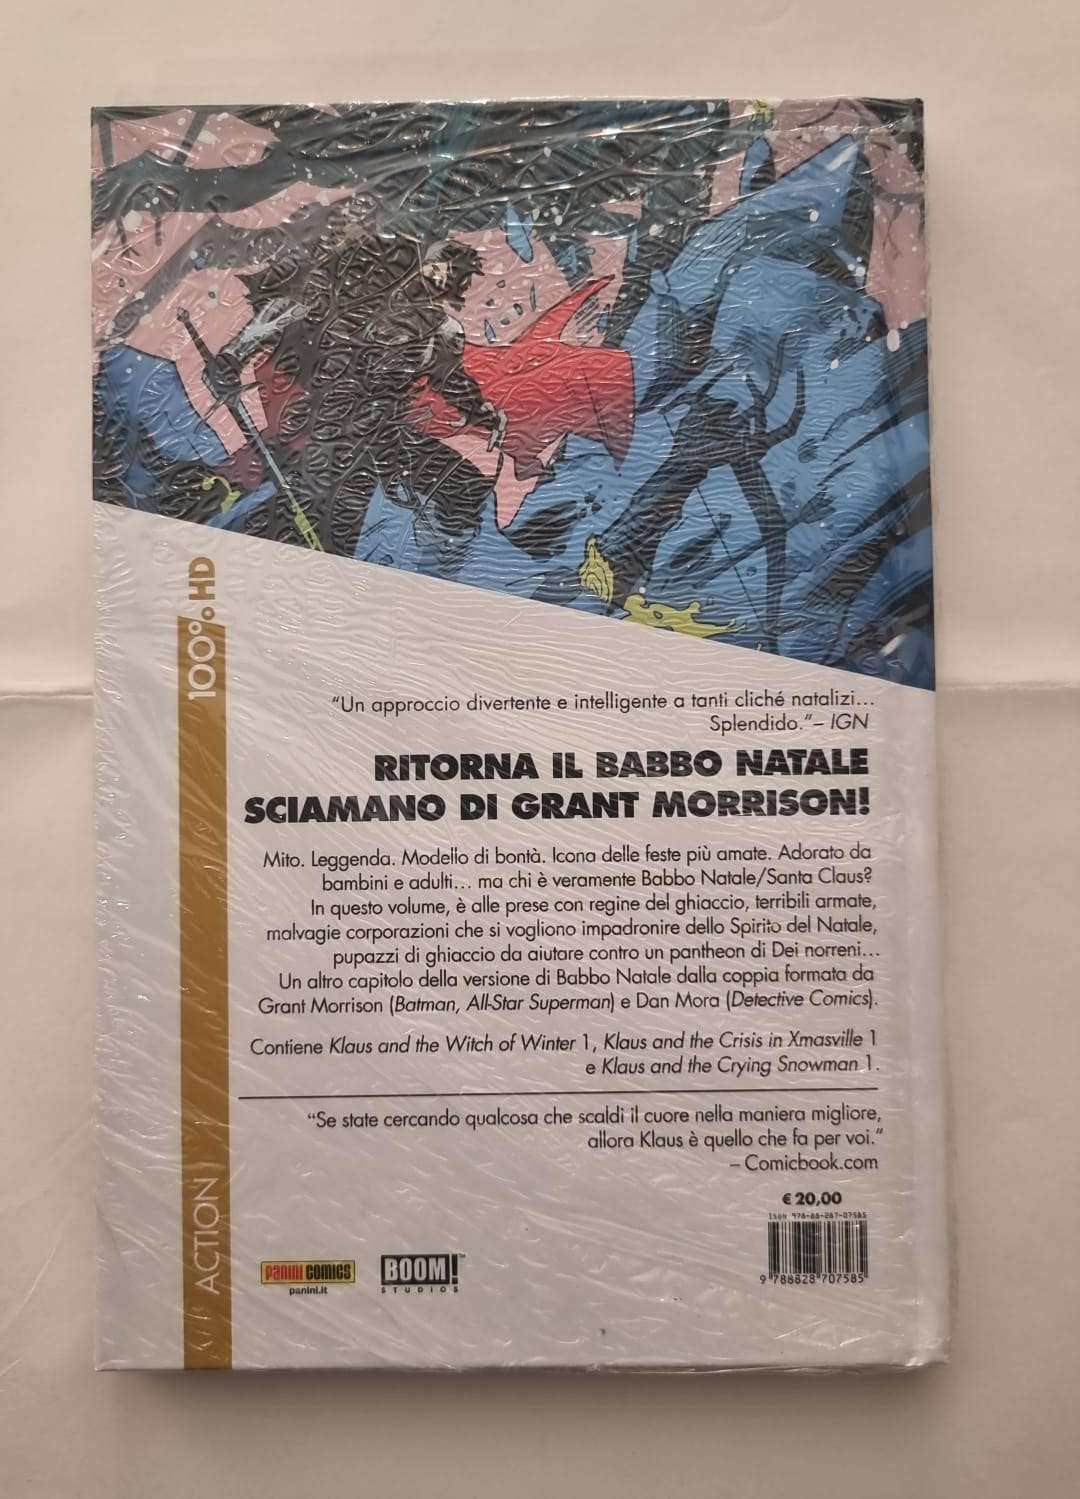 100% HD
"Un approccio divertente e intelligente a tanti cliché natalizi...
Splendido."– IGN
RITORNA IL BABBO NATALE
SCIAMANO DI GRANT MORRISON!
Mito. Leggenda. Modello di bontà. Icona delle feste più amate. Adorato da
bambini e adulti... ma chi è veramente Babbo Natale/Santa Claus?
In questo volume, è alle prese con regine del ghiaccio, terribili armate,
malvagie corporazioni che si vogliono impadronire dello Spirito del Natale,
pupazzi di ghiaccio da aiutare contro un pantheon di Dei norreni...
Un altro capitolo della versione di Babbo Natale dalla coppia formata da
Grant Morrison (Batman, All-Star Superman) e Dan Mora (Detective Comics).
Contiene Klaus and the Witch of Winter 1, Klaus and the Crisis in Xmasville 1
e Klaus and the Crying Snowman 1.
"Se state cercando qualcosa che scaldi il cuore nella maniera migliore,
allora Klaus è quello che fa per voi."
– Comicbook.com
€ 20,00
ISBN 978-88-287-0758-5
9 788828 707585
ACTION
PANINI COMICS
panini.it
BOOM!™
STUDIOS